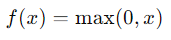 f(x) = max(0, x)